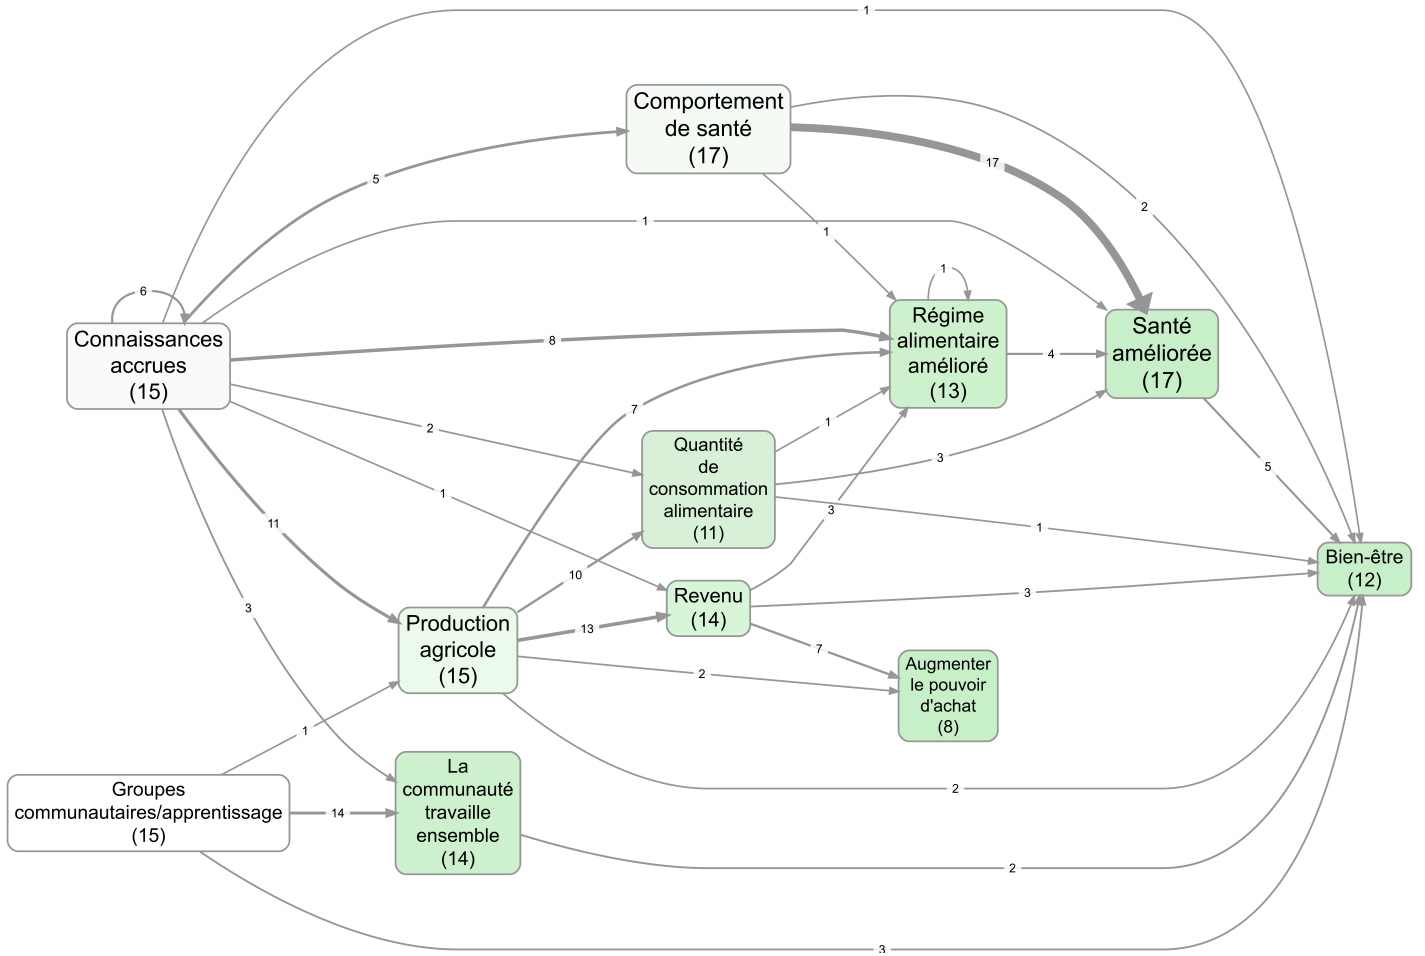 1
Comportement
de santé
(17)
17
5
2
1
1
1
6
Régime
alimentaire
amélioré
(13)
Santé
améliorée
(17)
Connaissances
accrues
(15)
8
4
7
2
1
Quantité
de
consommation
alimentaire
(11)
3
5
1
3
11
1
Bien-être
(12)
10
Revenu
(14)
3
3
Production
agricole
(15)
13
7
2
Augmenter
le pouvoir
d'achat
(8)
1
La
communauté
travaille
ensemble
(14)
2
Groupes
communautaires/apprentissage
(15)
14
2
3